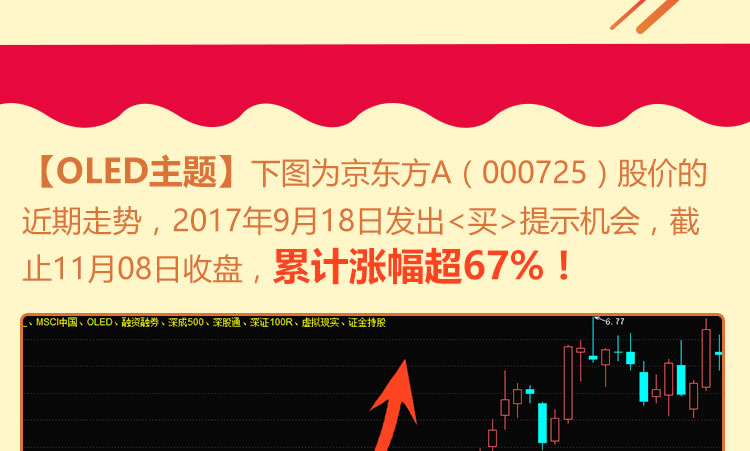 【OLED主题】下图为京东方A（000725）股价的
近期走势，2017年9月18日发出<买>提示机会，截
止11月08日收盘，累计涨幅超67%！
、MSCI中国、OLED、融资融券、深成500、深股通、深证100R、虚拟现实、证金持股
6.77